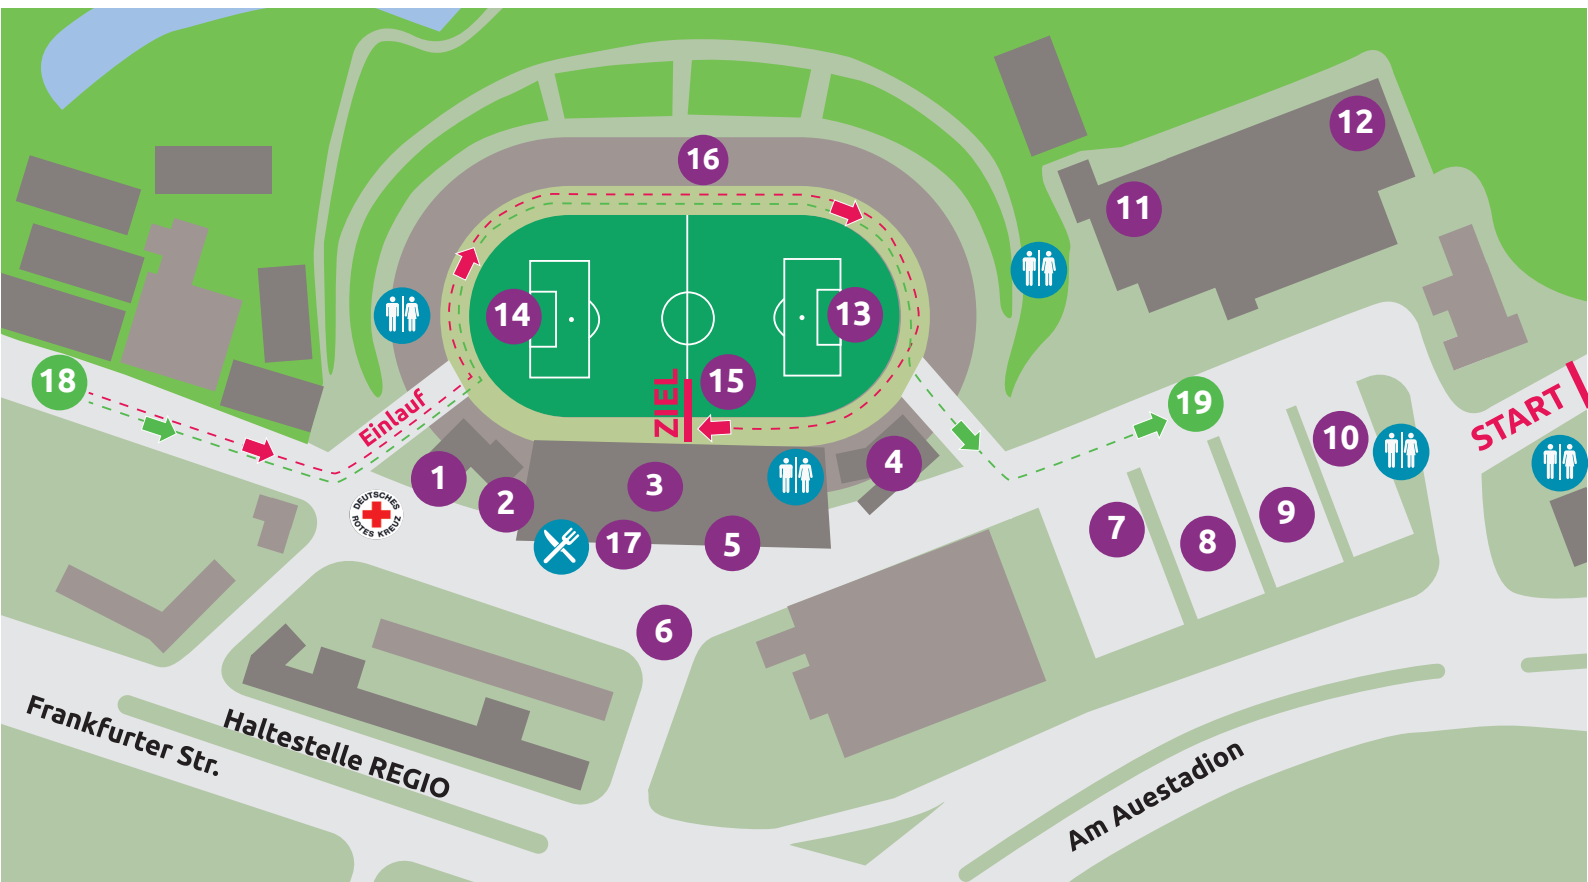 12
16
11
14
13
18
15
19
ZIEL
Einlauf
START
10
4
1
3
2
9
7
8
17
5
DEUTSCHES
ROTES KREUZ
6
Frankfurter Str.
Haltestelle REGIO
Am Auestadion